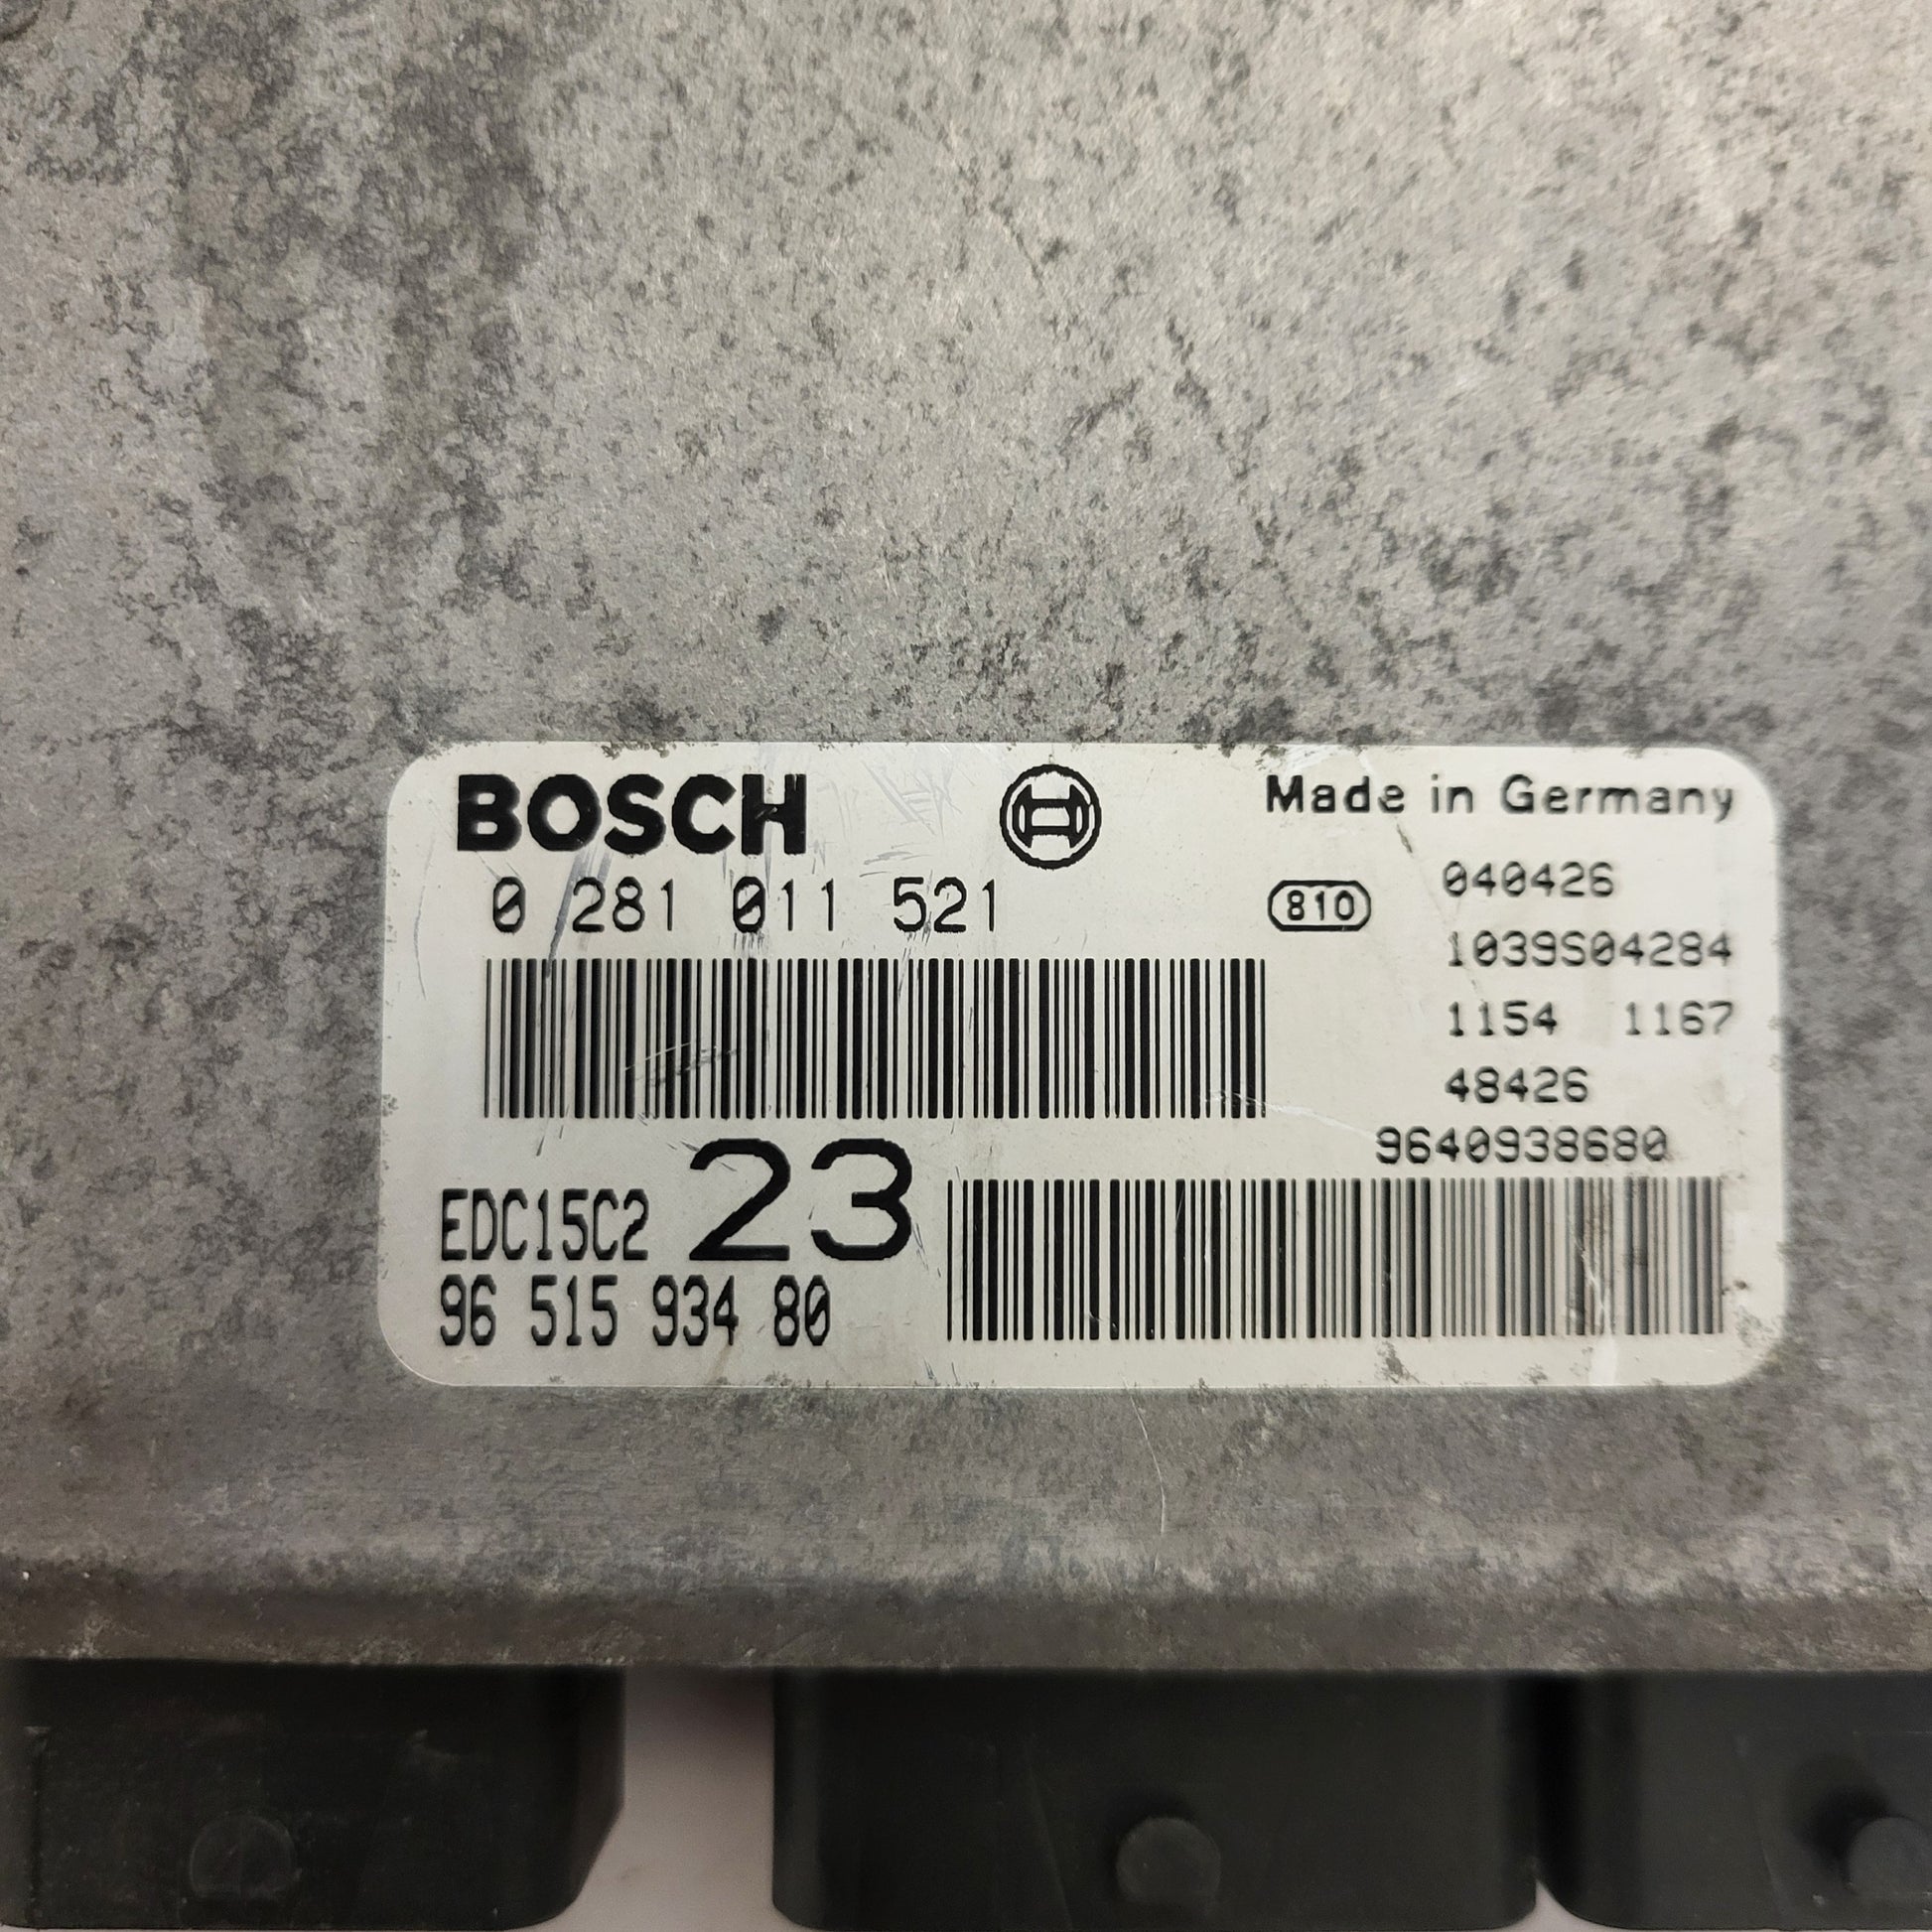 BOSCH
Made in Germany
0 281 011 521
810
040426
1039S04284
1154 1167
48426
9640938680
EDC15C2 23
96 515 934 80